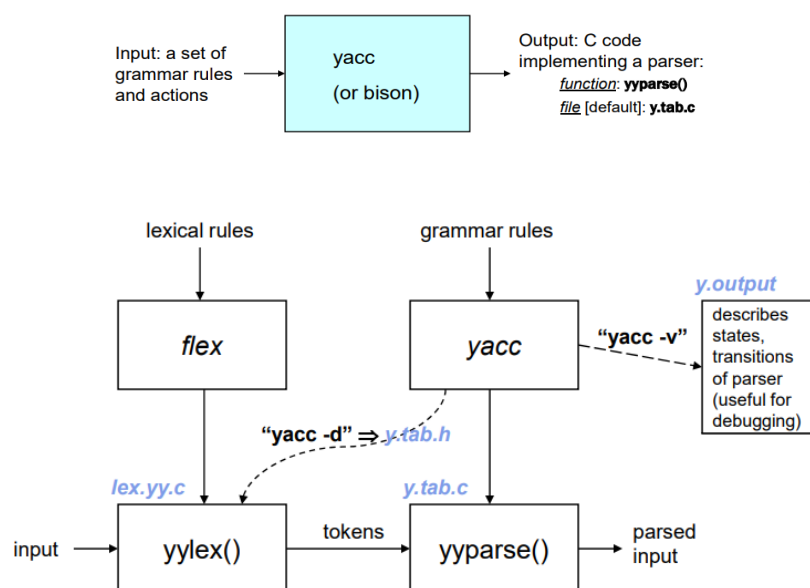 Input: a set of
grammar rules
and actions
yacc
(or bison)
Output: C code
implementing a parser:
function: yyparse()
file [default]: y.tab.c
lexical rules
grammar rules
y.output
flex
yacc
"yacc -v"
describes
states,
transitions
of parser
(useful for
debugging)
"yacc -d" ⇒ y.tab.h
lex.yy.c
y.tab.c
input
yylex()
tokens
yyparse()
parsed
input